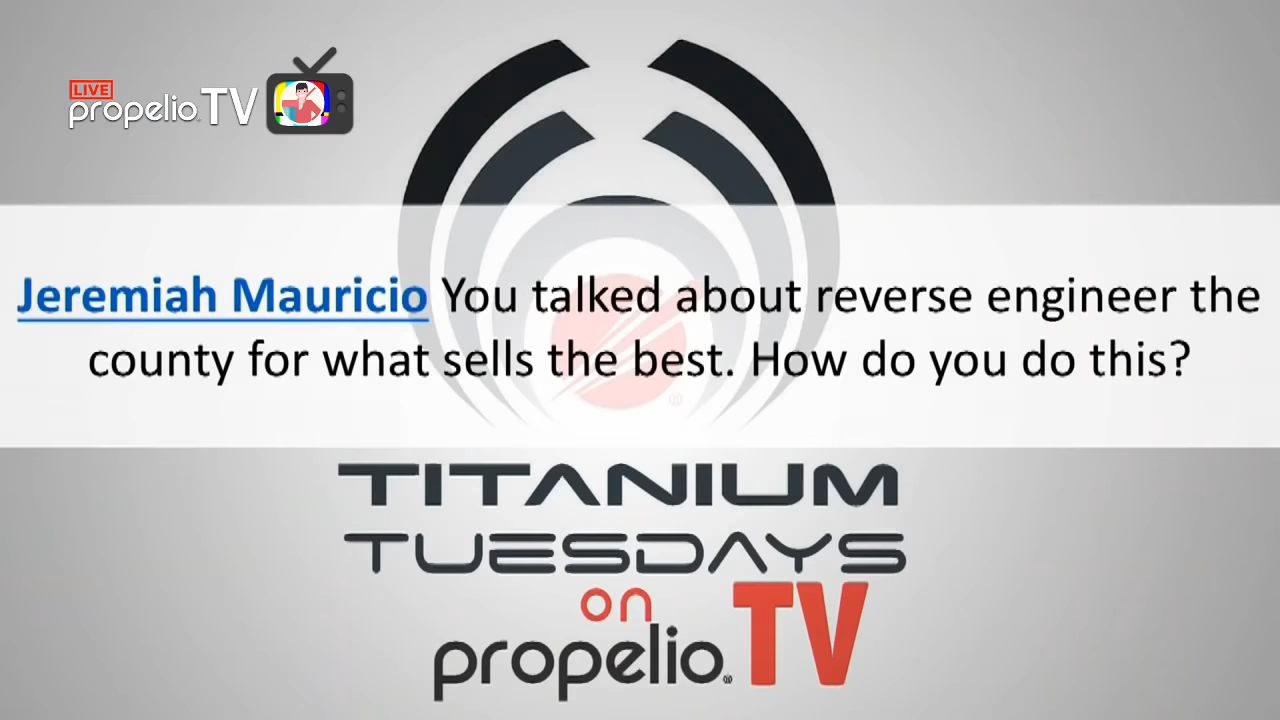 LIVE
propelio® TV
Jeremiah Mauricio You talked about reverse engineer the
county for what sells the best. How do you do this?
®
TITANIUM
TUESDAYS
on
propelio® TV